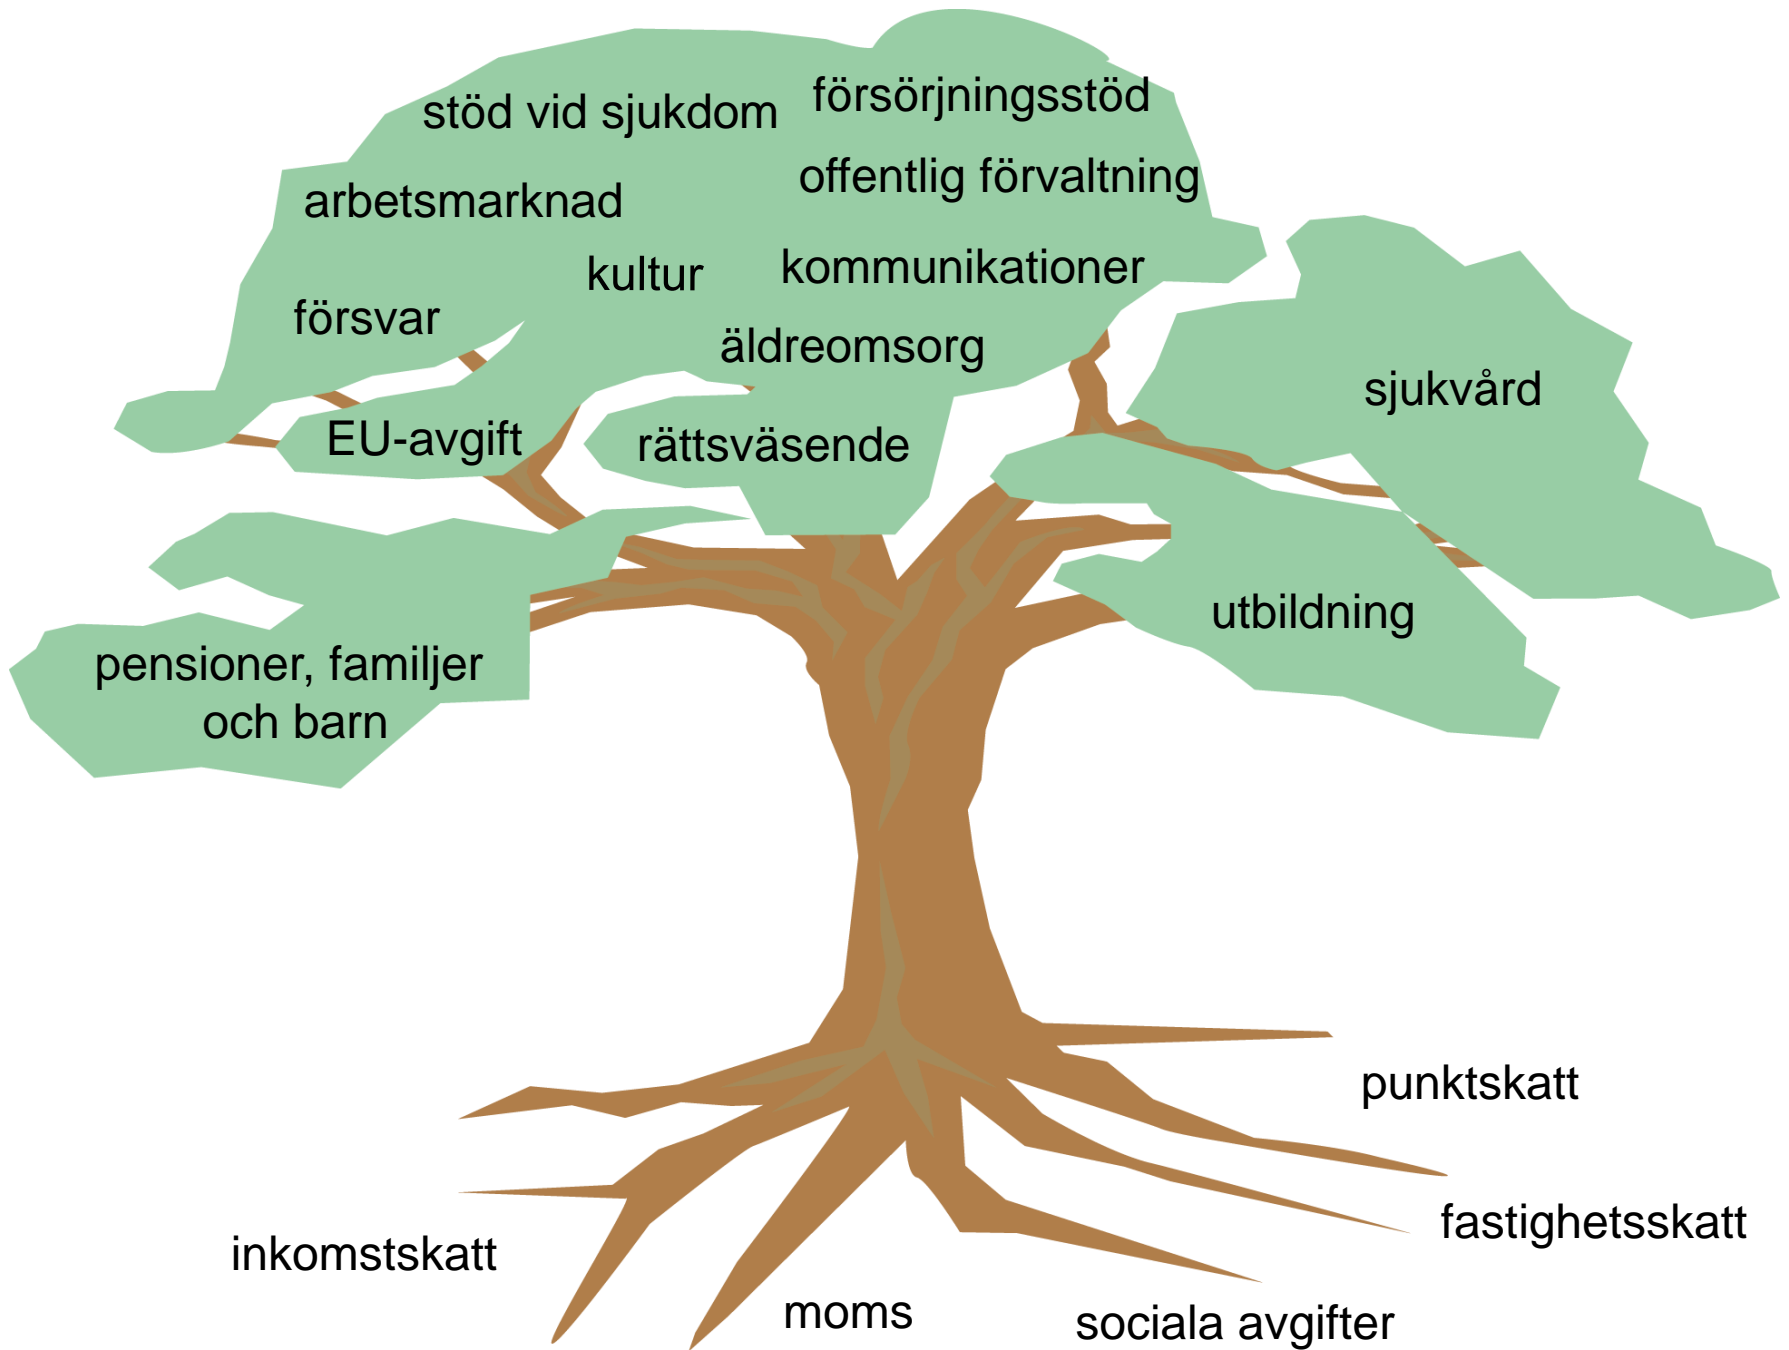 stöd vid sjukdom
försörjningsstöd
arbetsmarknad
offentlig förvaltning
kultur
kommunikationer
försvar
äldreomsorg
sjukvård
EU-avgift
rättsväsende
utbildning
pensioner, familjer
och barn
punktskatt
fastighetsskatt
inkomstskatt
moms
sociala avgifter